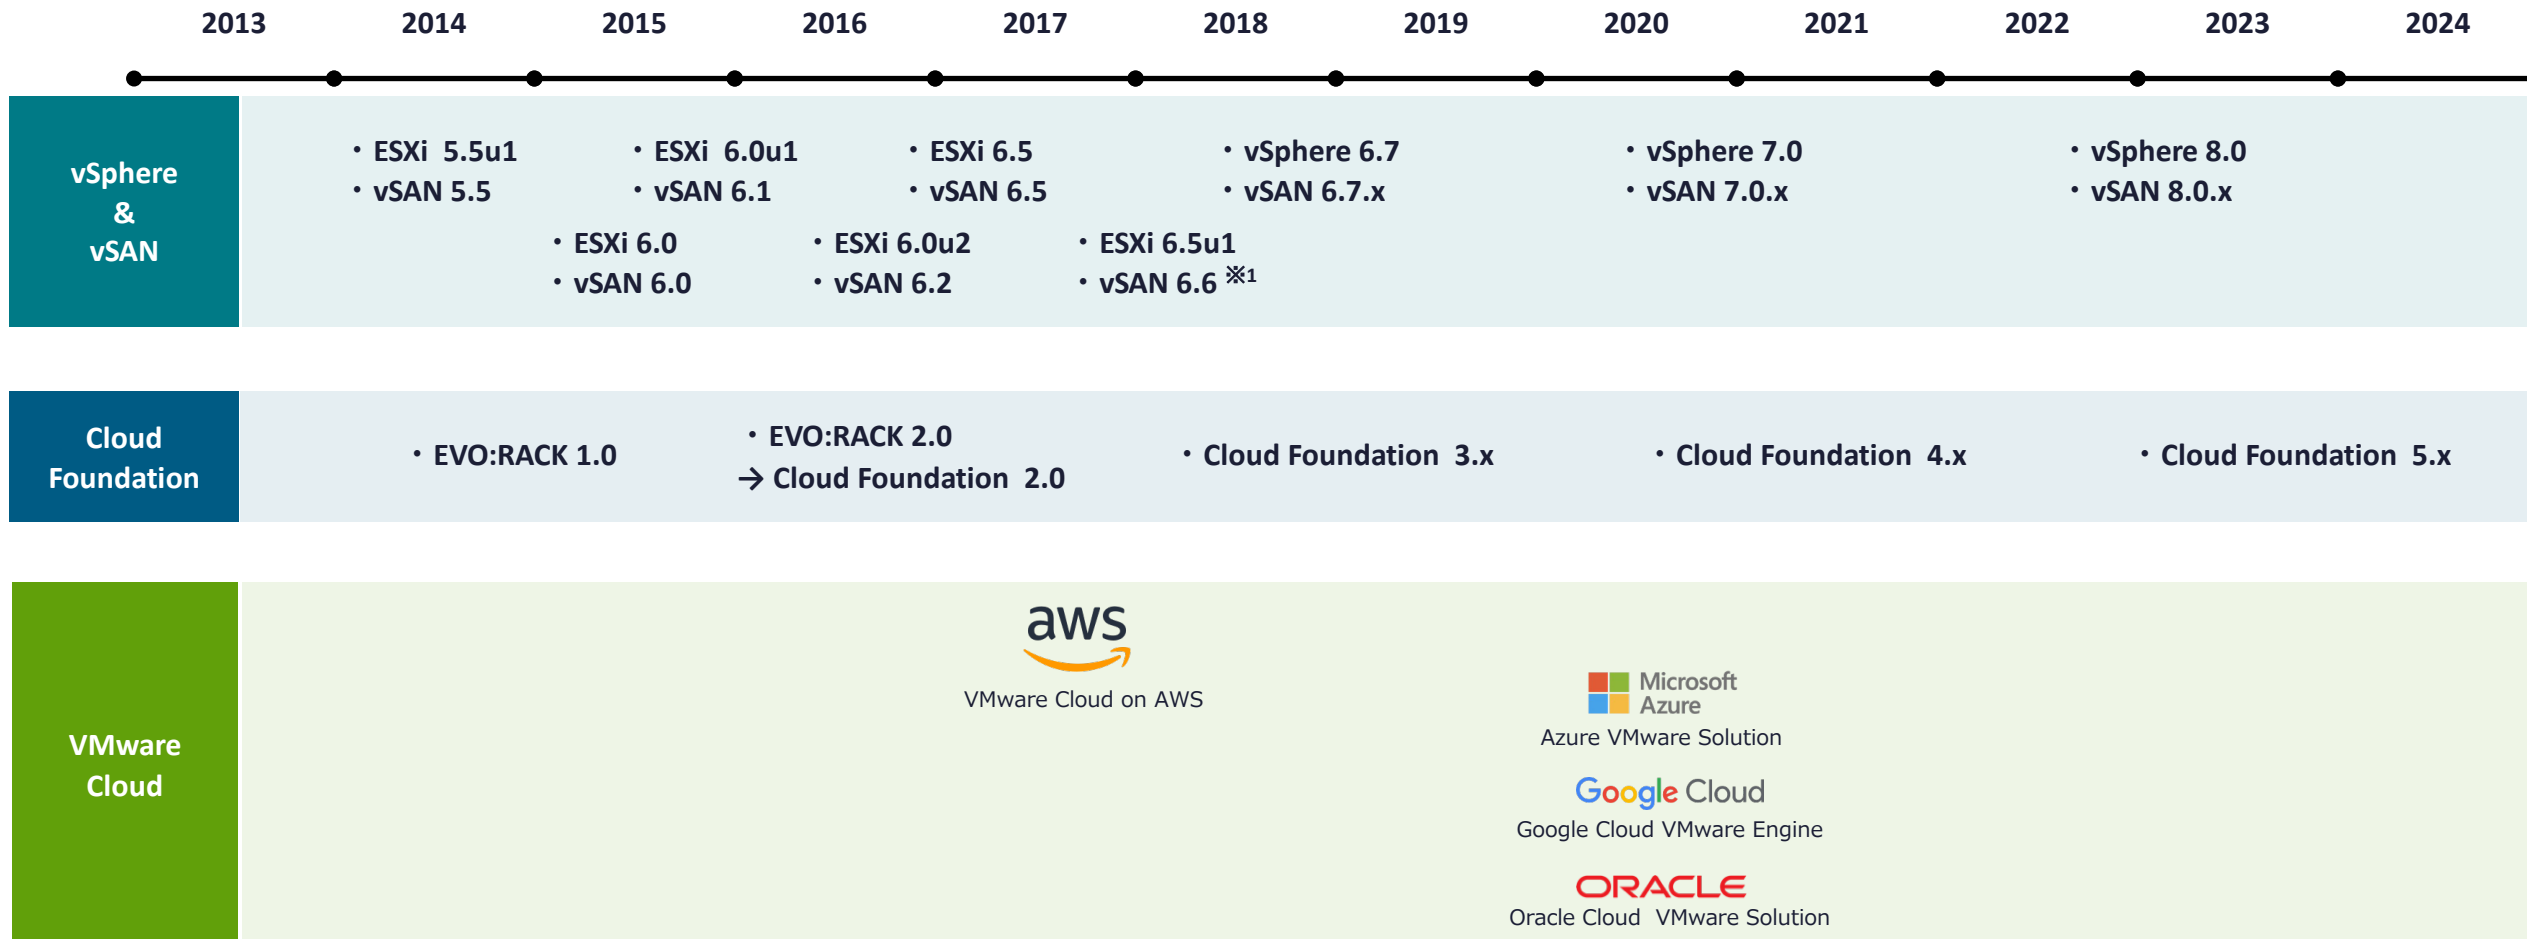 2013 2014 2015 2016 2017 2018 2019 2020 2021 2022 2023 2024
vSphere
&
vSAN
・ESXi 5.5u1
・vSAN 5.5
・ESXi 6.0u1
・vSAN 6.1
・ESXi 6.5
・vSAN 6.5
・vSphere 6.7
・vSAN 6.7.x
・vSphere 7.0
・vSAN 7.0.x
・vSphere 8.0
・vSAN 8.0.x
・ESXi 6.0
・vSAN 6.0
・ESXi 6.0u2
・vSAN 6.2
・ESXi 6.5u1
・vSAN 6.6 ※1
Cloud
Foundation
・EVO:RACK 1.0
・EVO:RACK 2.0
→ Cloud Foundation 2.0
・Cloud Foundation 3.x
・Cloud Foundation 4.x
・Cloud Foundation 5.x
VMware
Cloud
aws
VMware Cloud on AWS
Microsoft
Azure
Azure VMware Solution
Google Cloud
Google Cloud VMware Engine
ORACLE
Oracle Cloud VMware Solution